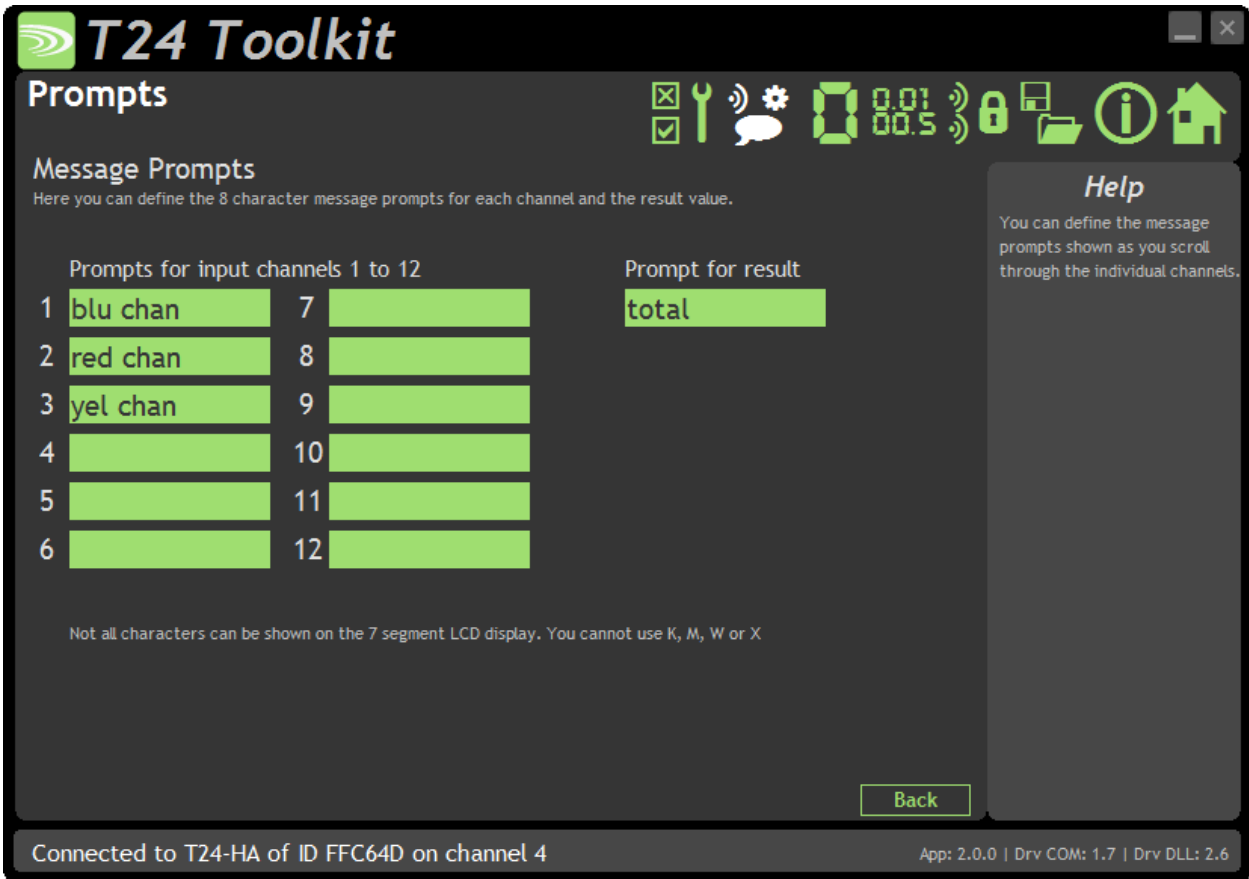 T24 Toolkit
Prompts
0.01
00.5
Message Prompts
Here you can define the 8 character message prompts for each channel and the result value.
Prompts for input channels 1 to 12
Prompt for result
1 blu chan 7
total
2 red chan 8
3 yel chan 9
4 10
5 11
6 12
Not all characters can be shown on the 7 segment LCD display. You cannot use K, M, W or X
Back
Help
You can define the message
prompts shown as you scroll
through the individual channels.
Connected to T24-HA of ID FFC64D on channel 4
App: 2.0.0 | Drv COM: 1.7 | Drv DLL: 2.6